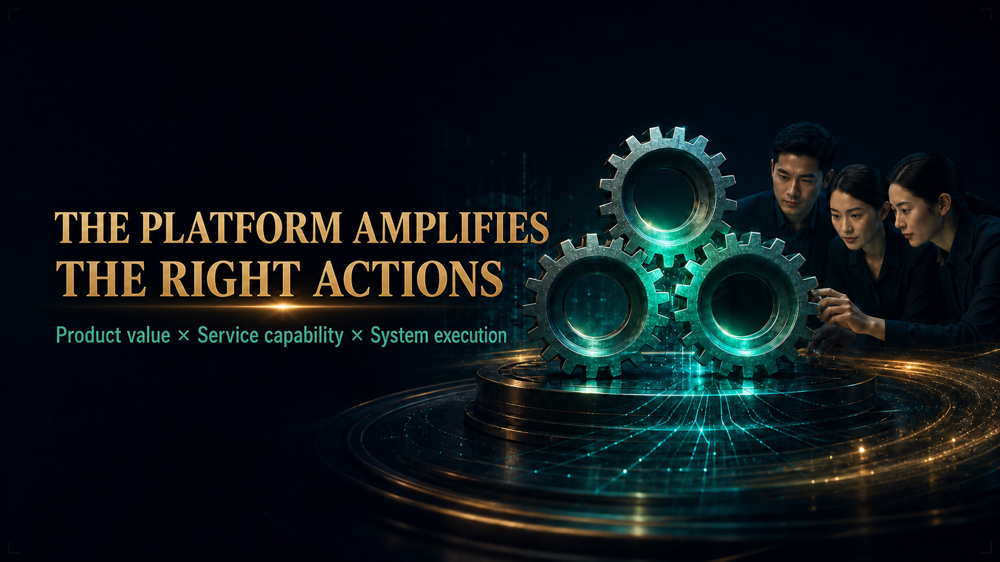 THE PLATFORM AMPLIFIES
THE RIGHT ACTIONS
Product value × Service capability × System execution